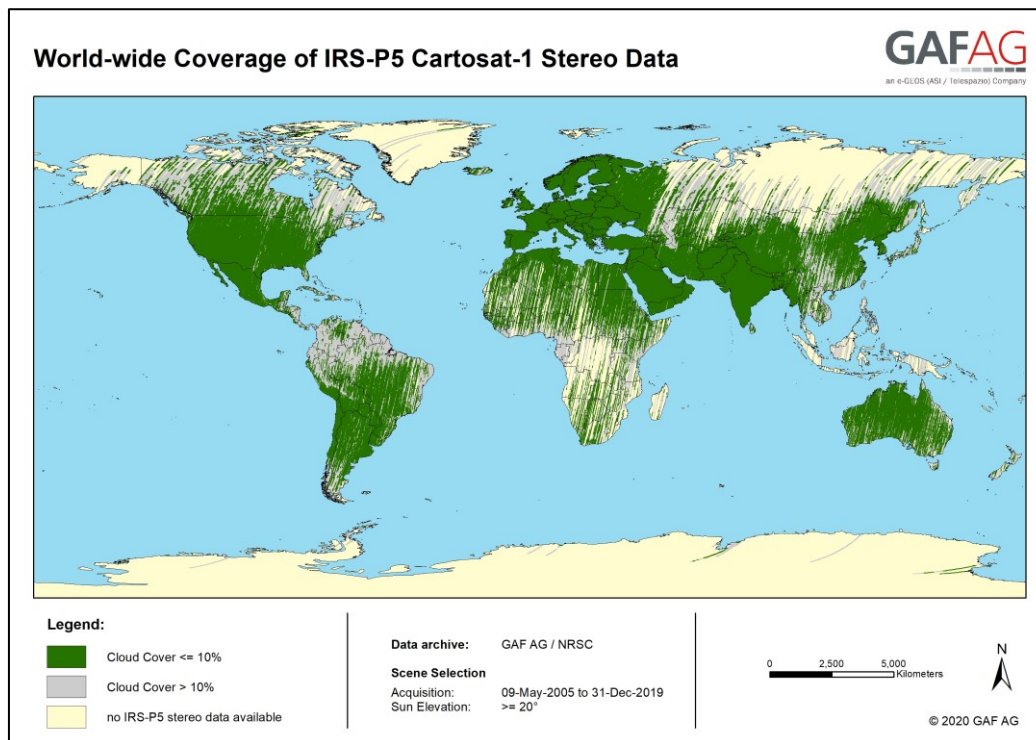 World-wide Coverage of IRS-P5 Cartosat-1 Stereo Data
GAFAG
an e-GEOS (ASI / Telespazio) Company
Legend:
Cloud Cover <= 10%
Cloud Cover > 10%
no IRS-P5 stereo data available
Data archive: GAF AG / NRSC
Scene Selection
Acquisition: 09-May-2005 to 31-Dec-2019
Sun Elevation: >= 20°
0 2,500 5,000
Kilometers
N
© 2020 GAF AG